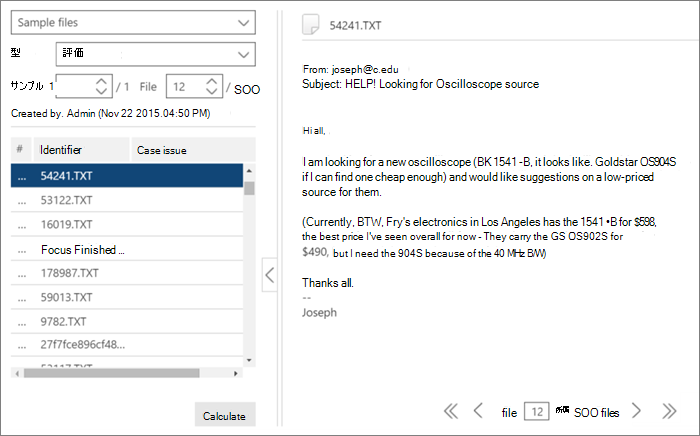 Sample files
型 評価
サンプル 1 / 1 File 12 / SOO
Created by. Admin (Nov 22 2015.04:50 PM)
# Identifier Case issue
... 54241.TXT
... 53122.TXT
... 16019.TXT
... Focus Finished ...
... 178987.TXT
... 59013.TXT
... 9782.TXT
... 27f7fce896cf48...
... 53117.TXT
Calculate
54241.TXT
From: joseph@c.edu
Subject: HELP! Looking for Oscilloscope source
Hi all,
I am looking for a new oscilloscope (BK 1541 -B, it looks like. Goldstar OS904S
if I can find one cheap enough) and would like suggestions on a low-priced
source for them.
(Currently, BTW, Fry's electronics in Los Angeles has the 1541 •B for $598,
the best price I've seen overall for now - They carry the GS OS902S for
$490, but I need the 904S because of the 40 MHz B/W)
Thanks all.
--
Joseph
file 12 SOO files